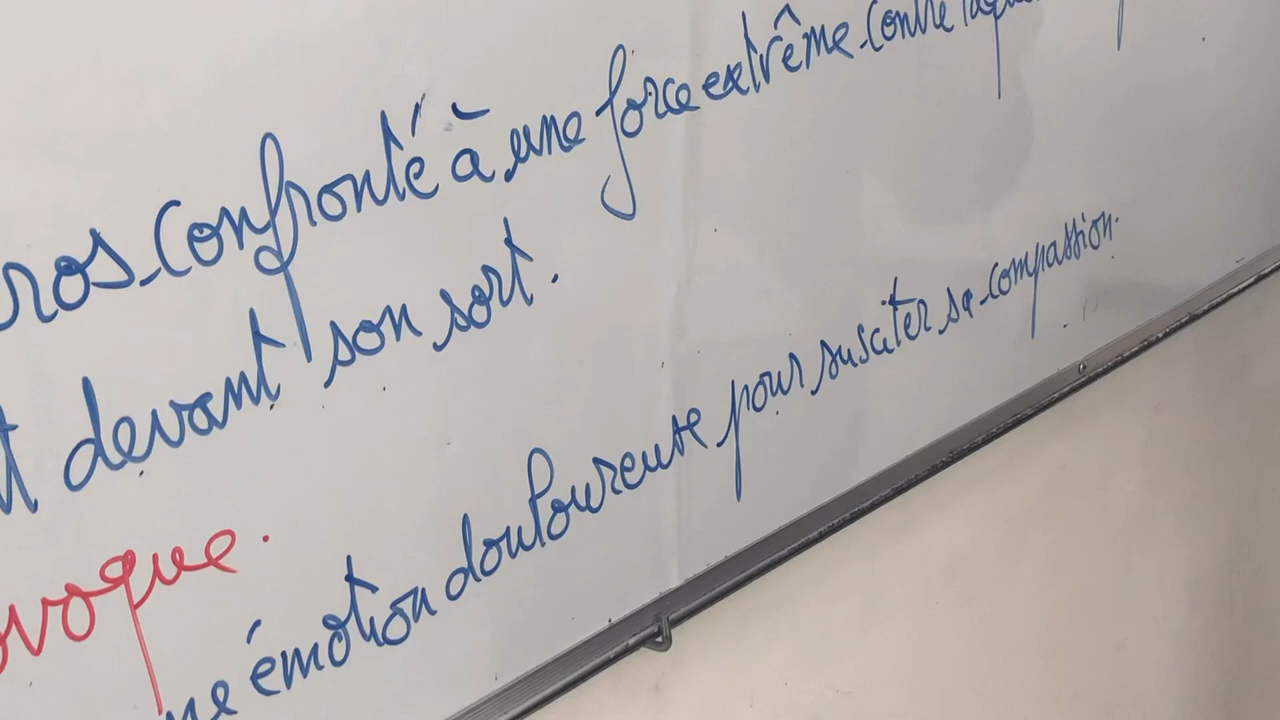 ros confronté à une force extrême contre
devant son sort.
voque.
ne émotion douloureuse pour susciter sa compassion.